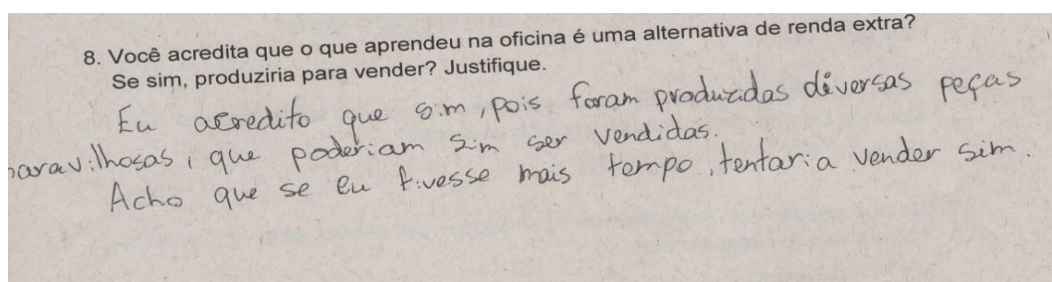 8. Você acredita que o que aprendeu na oficina é uma alternativa de renda extra?
Se sim, produziria para vender? Justifique.
Eu acredito que sim, pois foram produzidas diversas peças
maravilhosas, que poderiam sim ser vendidas.
Acho que se eu tivesse mais tempo, tentaria vender sim.